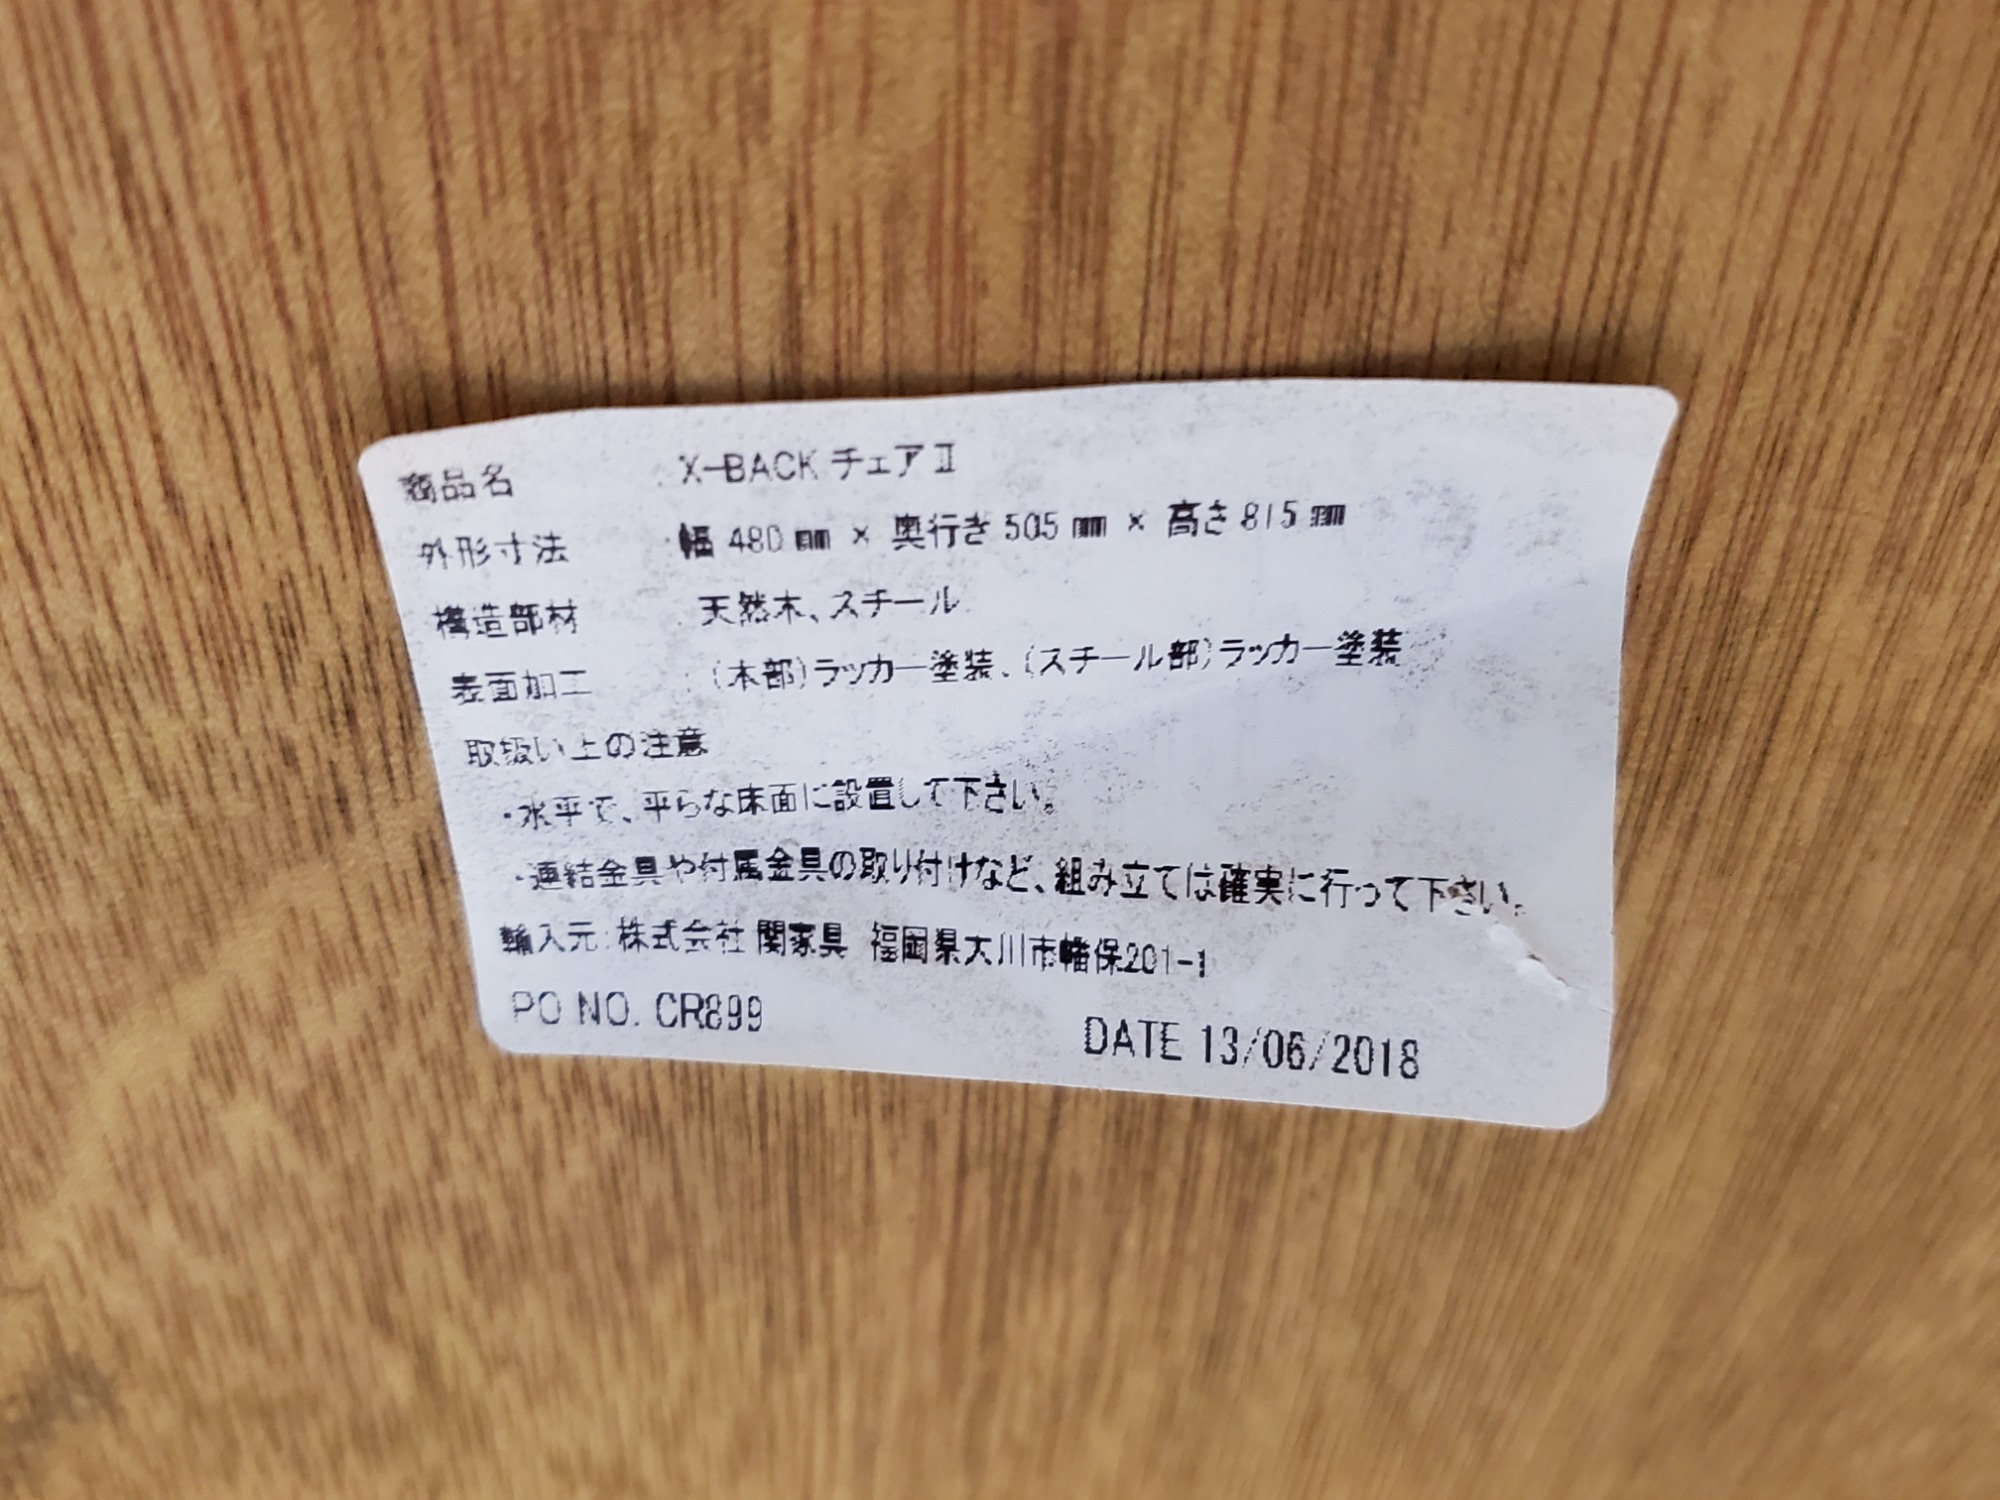 商品名 : X-BACK チェアⅡ
外形寸法 : 幅 480 mm × 奥行き 505 mm × 高さ 815 mm
構造部材 : 天然木、スチール
表面加工 : (本部)ラッカー塗装、(スチール部)ラッカー塗装
取扱い上の注意
・水平で、平らな床面に設置して下さい。
・連結金具や付属金具の取り付けなど、組み立ては確実に行って下さい。
輸入元:株式会社 関家具 福岡県大川市幡保201-1
PO NO. CR899
DATE 13/06/2018